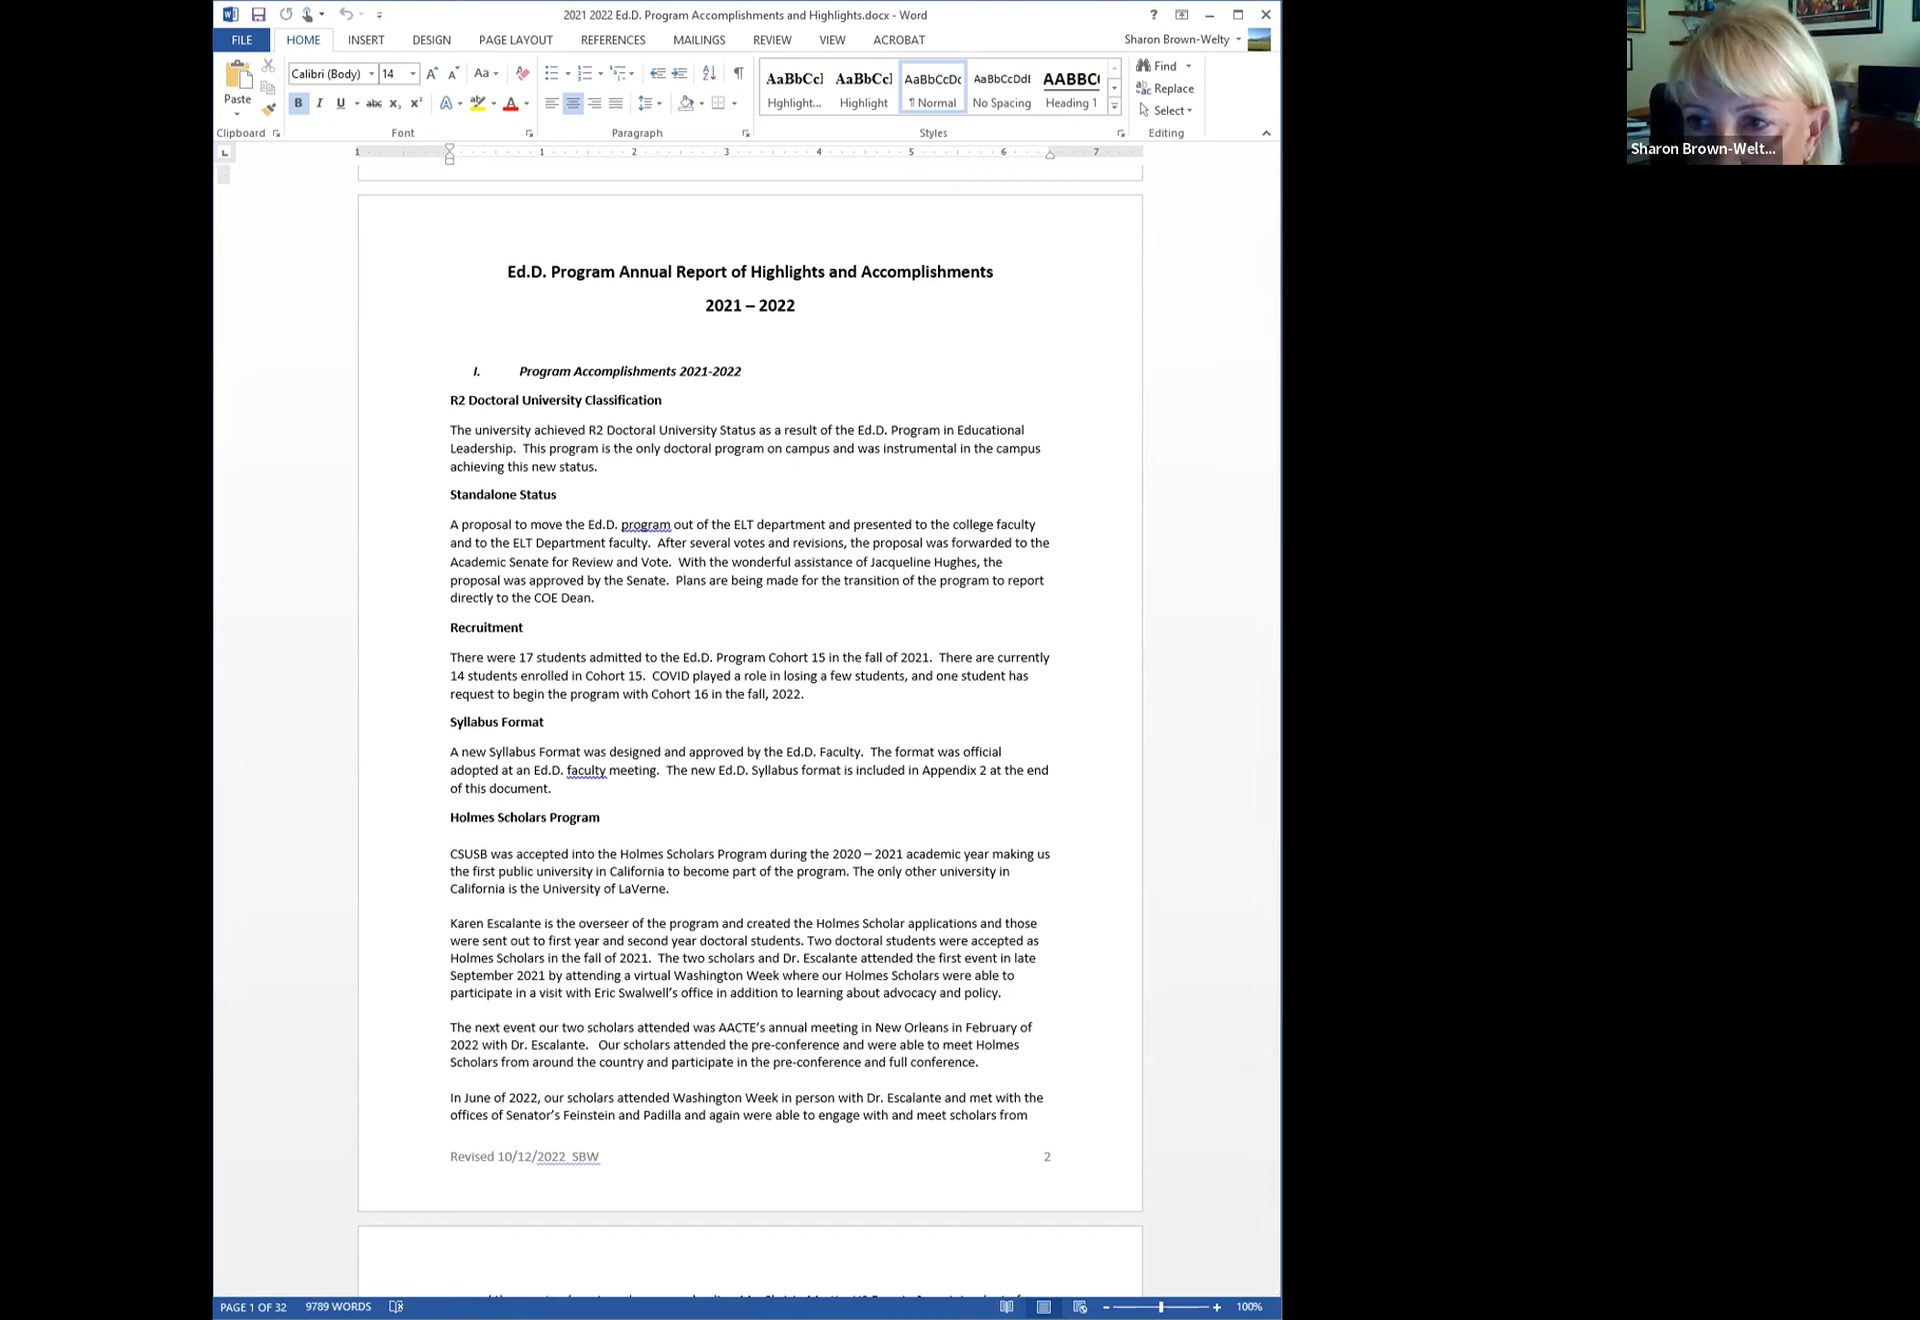 2021 2022 Ed.D. Program Accomplishments and Highlights.docx - Word
FILE HOME INSERT DESIGN PAGE LAYOUT REFERENCES MAILINGS REVIEW VIEW ACROBAT
Sharon Brown-Welty
Paste
Calibri (Body) 14
Aa
B I U abc X₂ X²
AaBbCcI AaBbCcI AaBbCcDc AaBbCcDdE AABBC
Hghlight... Highlight ¶ Normal No Spacing Heading 1
Find
Replace
Select
Clipboard Font Paragraph Styles Editing
1 1 2 3 4 5 6 7
Ed.D. Program Annual Report of Highlights and Accomplishments
2021 – 2022
I. Program Accomplishments 2021-2022
R2 Doctoral University Classification
The university achieved R2 Doctoral University Status as a result of the Ed.D. Program in Educational
Leadership.  This program is the only doctoral program on campus and was instrumental in the campus
achieving this new status.
Standalone Status
A proposal to move the Ed.D. program out of the ELT department and presented to the college faculty
and to the ELT Department faculty.  After several votes and revisions, the proposal was forwarded to the
Academic Senate for Review and Vote.  With the wonderful assistance of Jacqueline Hughes, the
proposal was approved by the Senate.  Plans are being made for the transition of the program to report
directly to the COE Dean.
Recruitment
There were 17 students admitted to the Ed.D. Program Cohort 15 in the fall of 2021.  There are currently
14 students enrolled in Cohort 15.  COVID played a role in losing a few students, and one student has
request to begin the program with Cohort 16 in the fall, 2022.
Syllabus Format
A new Syllabus Format was designed and approved by the Ed.D. Faculty.  The format was official
adopted at an Ed.D. faculty meeting.  The new Ed.D. Syllabus format is included in Appendix 2 at the end
of this document.
Holmes Scholars Program
CSUSB was accepted into the Holmes Scholars Program during the 2020 – 2021 academic year making us
the first public university in California to become part of the program. The only other university in
California is the University of LaVerne.
Karen Escalante is the overseer of the program and created the Holmes Scholar applications and those
were sent out to first year and second year doctoral students. Two doctoral students were accepted as
Holmes Scholars in the fall of 2021.  The two scholars and Dr. Escalante attended the first event in late
September 2021 by attending a virtual Washington Week where our Holmes Scholars were able to
participate in a visit with Eric Swalwell's office in addition to learning about advocacy and policy.
The next event our two scholars attended was AACTE's annual meeting in New Orleans in February of
2022 with Dr. Escalante.   Our scholars attended the pre-conference and were able to meet Holmes
Scholars from around the country and participate in the pre-conference and full conference.
In June of 2022, our scholars attended Washington Week in person with Dr. Escalante and met with the
offices of Senator's Feinstein and Padilla and again were able to engage with and meet scholars from
Revised 10/12/2022  SBW 2
PAGE 1 OF 32 9789 WORDS 100%
Sharon Brown-Welt...